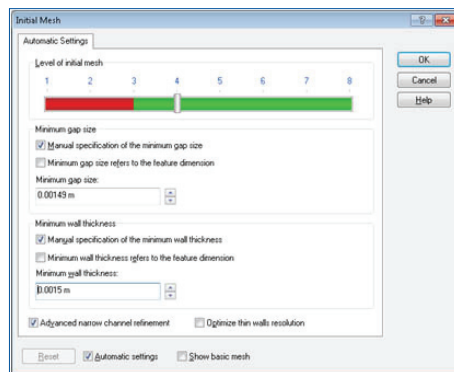 Initial Mesh
Automatic Settings
Level of initial mesh
1 2 3 4 5 6 7 8
Minimum gap size
Manual specification of the minimum gap size
Minimum gap size refers to the feature dimension
Minimum gap size:
0.00149 m
Minimum wall thickness
Manual specification of the minimum wall thickness
Minimum wall thickness refers to the feature dimension
Minimum wall thickness:
0.0015 m
Advanced narrow channel refinement Optimize thin walls resolution
Reset Automatic settings Show basic mesh
OK
Cancel
Help